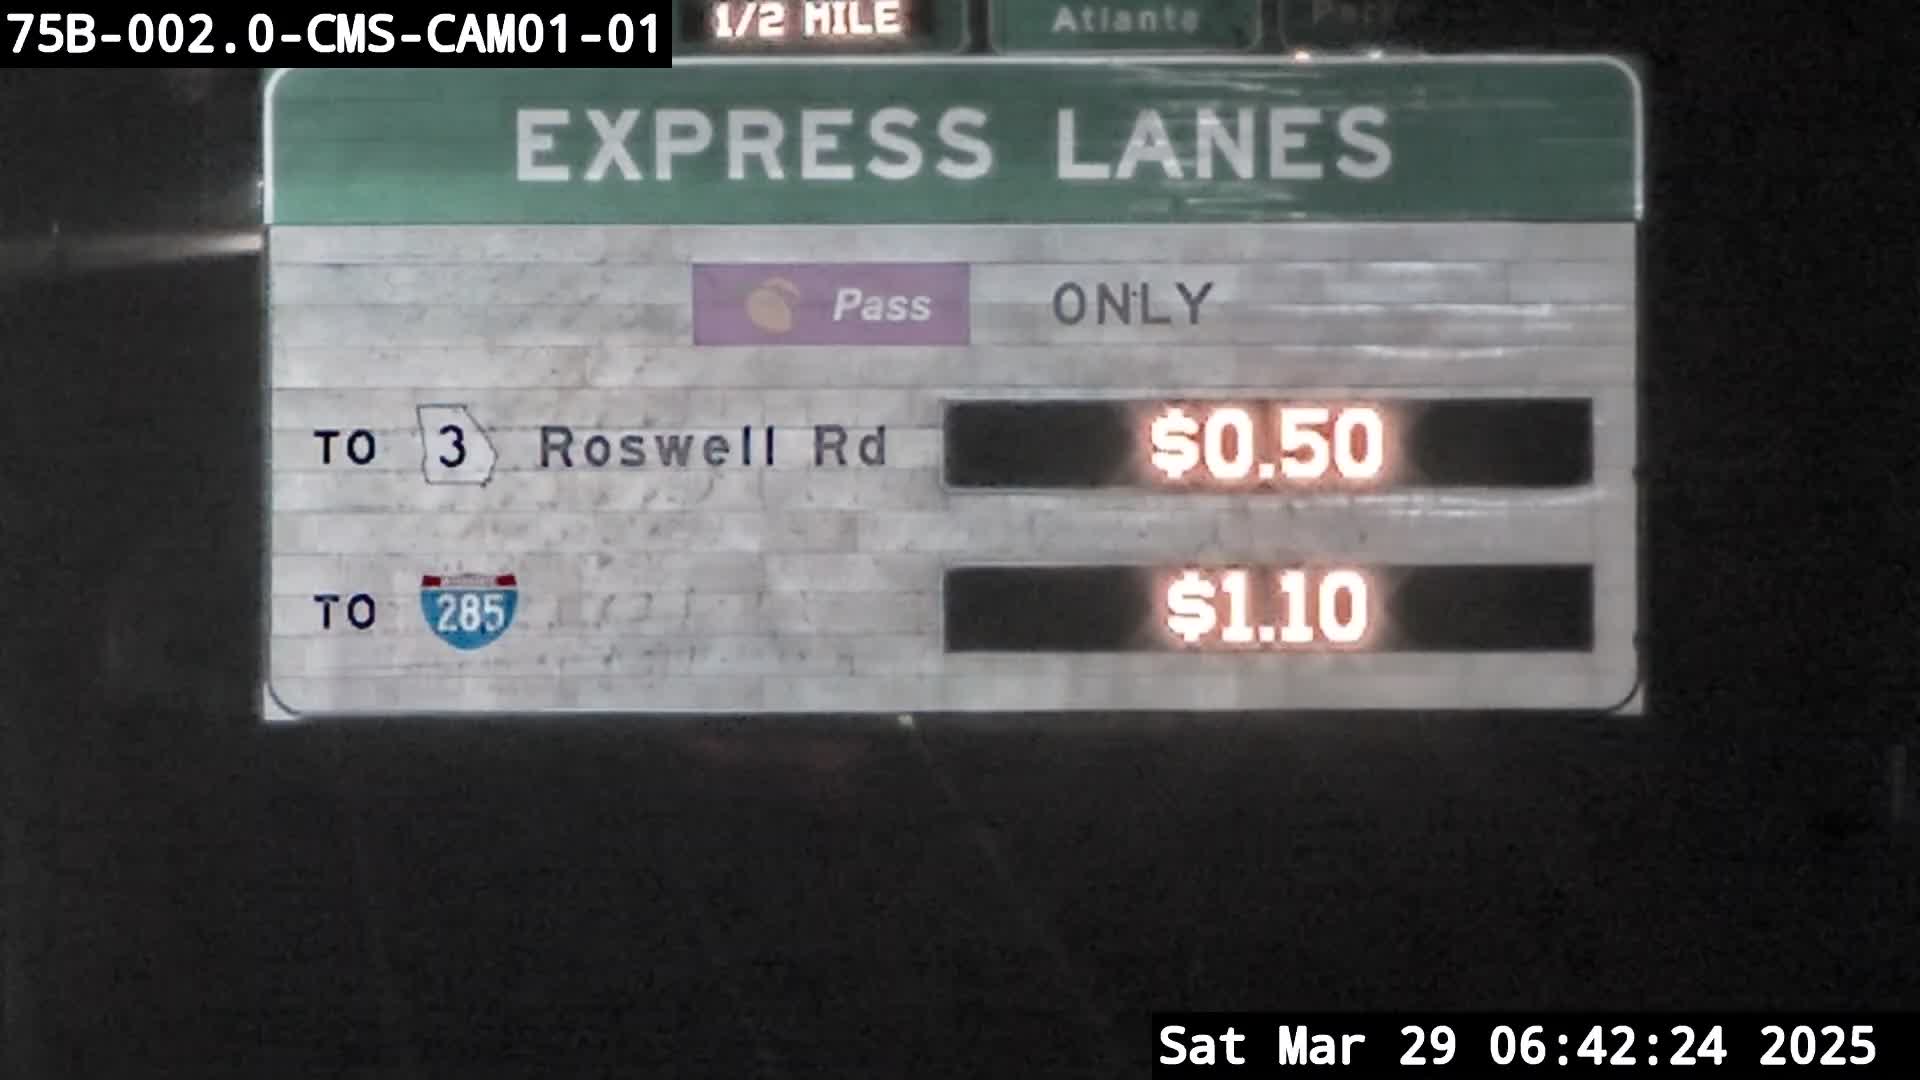 75B-002.0-CMS-CAM01-01
1/2 MILE
Atlanta
EXPRESS LANES
Pass ONLY
TO 3 Roswell Rd $0.50
TO 285 $1.10
Sat Mar 29 06:42:24 2025